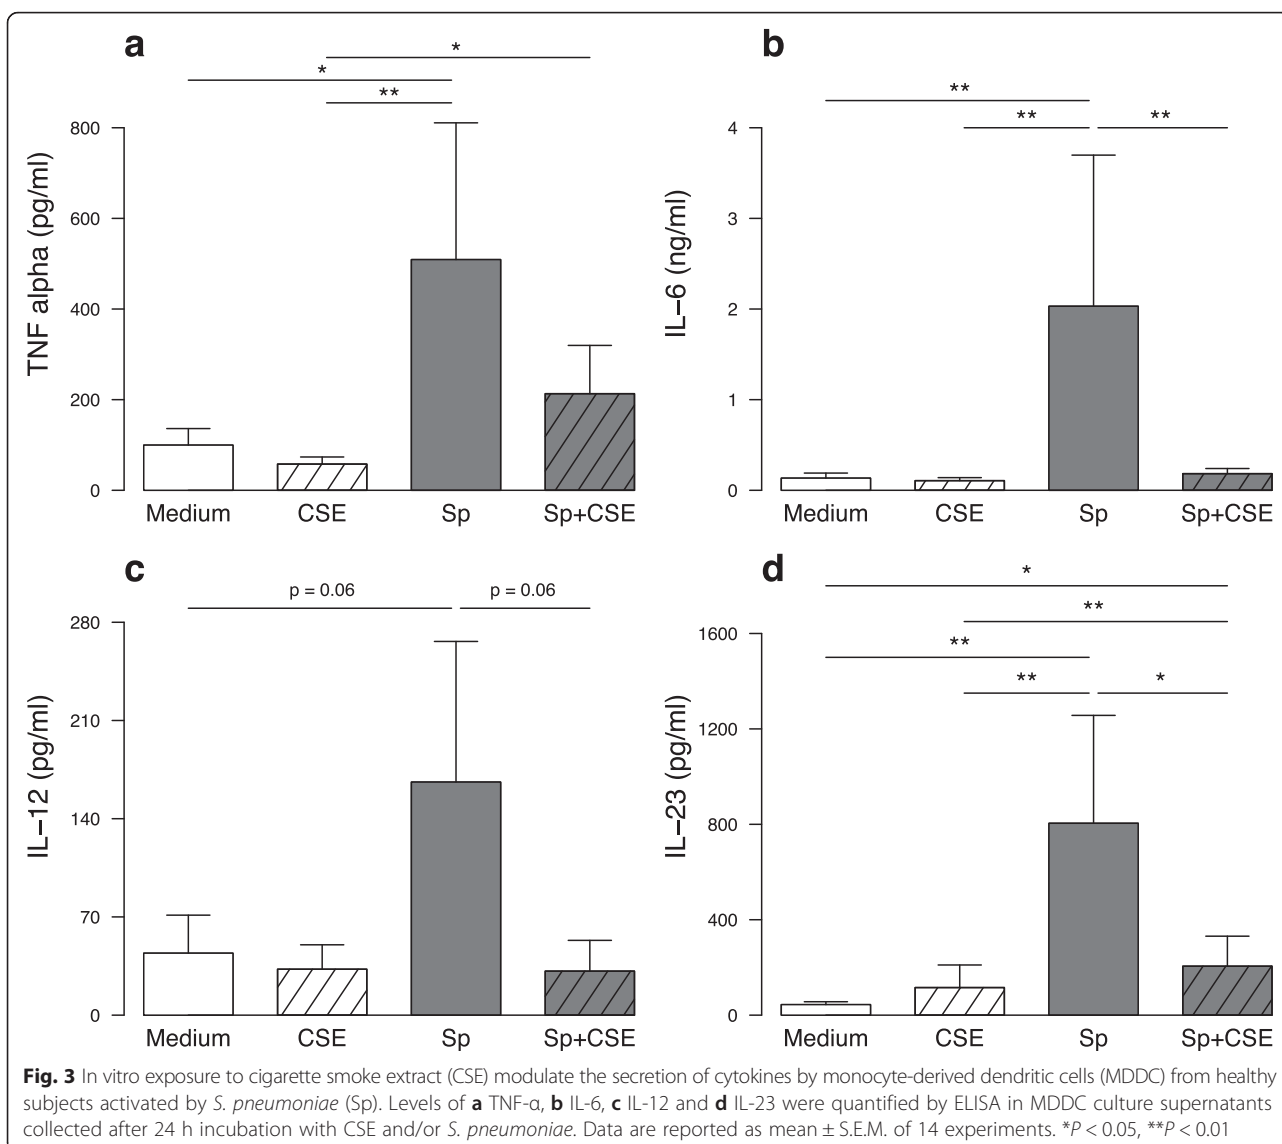 a
*
*
**
800
600
400
200
0
TNF alpha (pg/ml)
Medium CSE Sp Sp+CSE
b
**
** **
4
3
2
1
0
IL−6 (ng/ml)
Medium CSE Sp Sp+CSE
c
p = 0.06 p = 0.06
280
210
140
70
0
IL−12 (pg/ml)
Medium CSE Sp Sp+CSE
d
*
**
**
** *
1600
1200
800
400
0
IL−23 (pg/ml)
Medium CSE Sp Sp+CSE
Fig. 3 In vitro exposure to cigarette smoke extract (CSE) modulate the secretion of cytokines by monocyte-derived dendritic cells (MDDC) from healthy
subjects activated by S. pneumoniae (Sp). Levels of a TNF-α, b IL-6, c IL-12 and d IL-23 were quantified by ELISA in MDDC culture supernatants
collected after 24 h incubation with CSE and/or S. pneumoniae. Data are reported as mean ± S.E.M. of 14 experiments. *P < 0.05, **P < 0.01